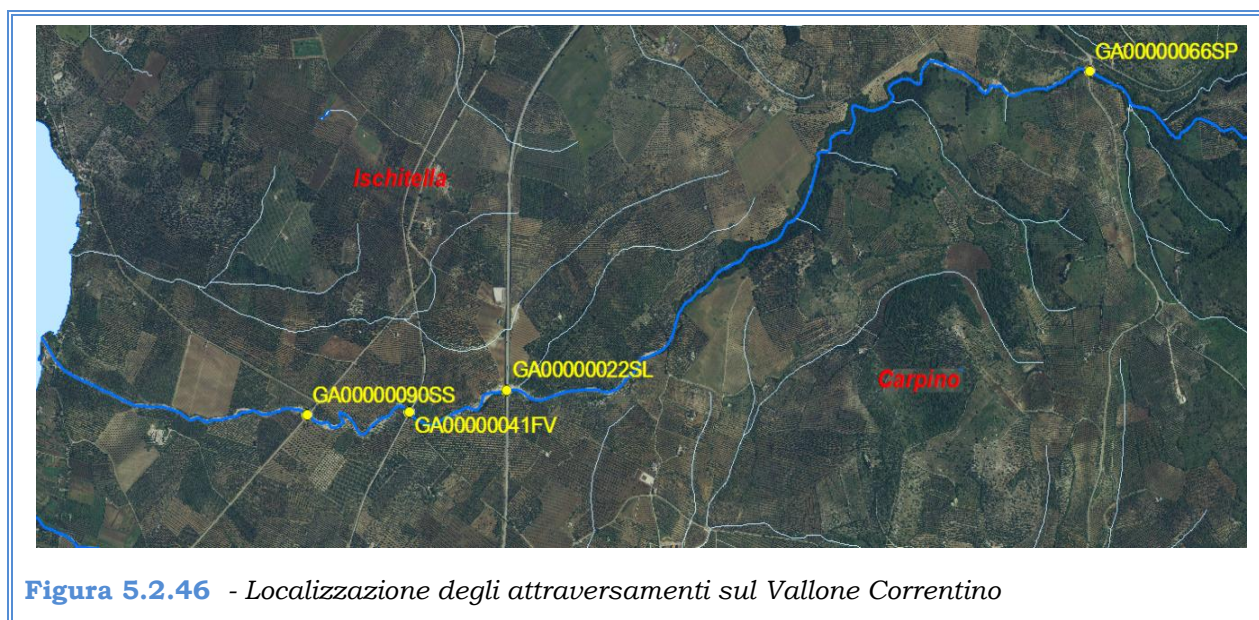 GA00000066SP
Ischitella
GA00000022SL
Carpino
GA00000090SS
GA00000041FV
Figura 5.2.46 - Localizzazione degli attraversamenti sul Vallone Correntino